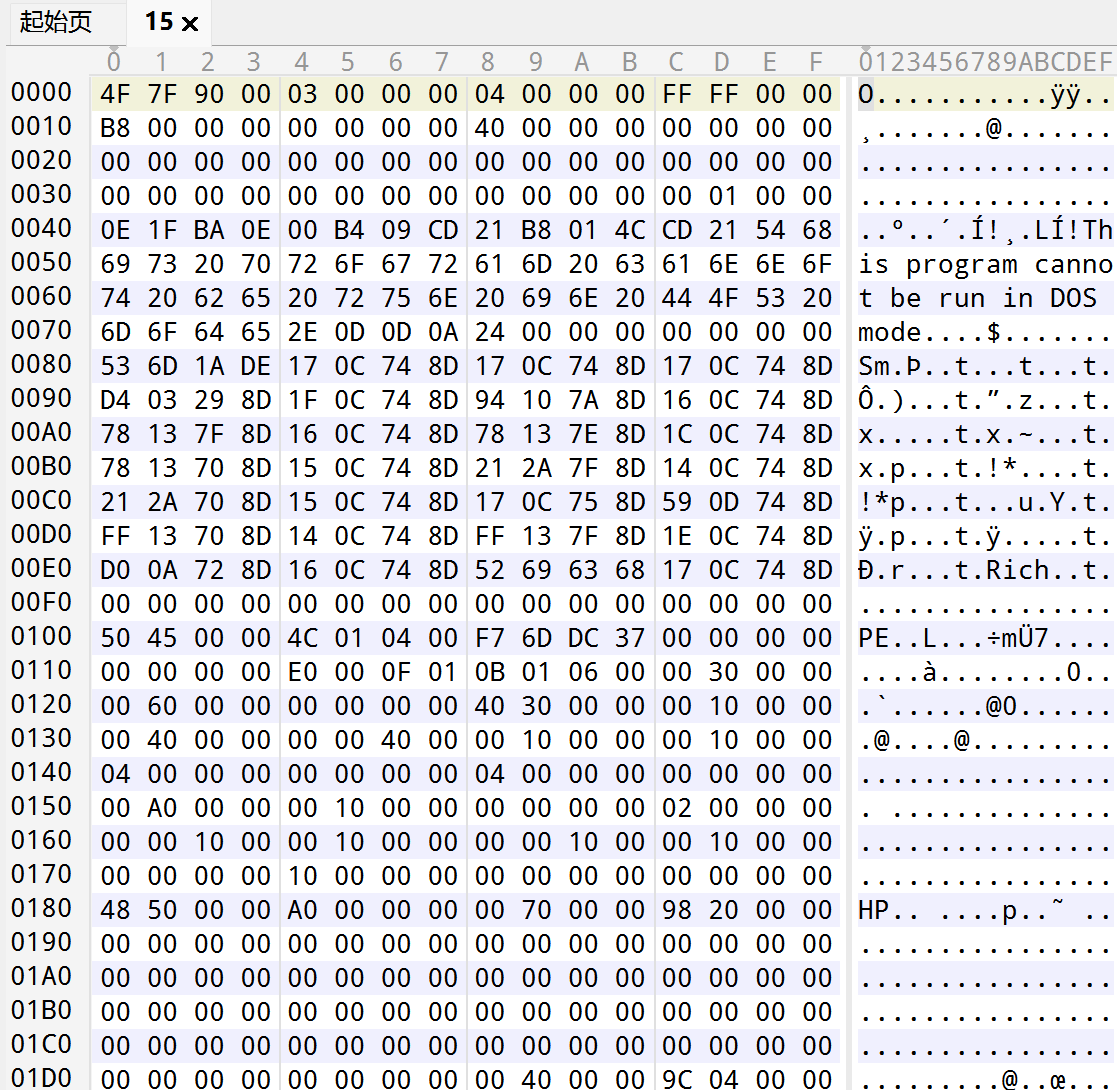 起始页 15 ×
0 1 2 3 4 5 6 7 8 9 A B C D E F 0123456789ABCDEF
0000 4F 7F 90 00 03 00 00 00 04 00 00 00 FF FF 00 00 O...........ÿÿ..
0010 B8 00 00 00 00 00 00 00 40 00 00 00 00 00 00 00 ¸.......@.......
0020 00 00 00 00 00 00 00 00 00 00 00 00 00 00 00 00 ................
0030 00 00 00 00 00 00 00 00 00 00 00 00 00 01 00 00 ................
0040 0E 1F BA 0E 00 B4 09 CD 21 B8 01 4C CD 21 54 68 ..º..´.Í!¸.LÍ!Th
0050 69 73 20 70 72 6F 67 72 61 6D 20 63 61 6E 6E 6F is program canno
0060 74 20 62 65 20 72 75 6E 20 69 6E 20 44 4F 53 20 t be run in DOS
0070 6D 6F 64 65 2E 0D 0D 0A 24 00 00 00 00 00 00 00 mode....$.......
0080 53 6D 1A DE 17 0C 74 8D 17 0C 74 8D 17 0C 74 8D Sm.Þ..t...t...t.
0090 D4 03 29 8D 1F 0C 74 8D 94 10 7A 8D 16 0C 74 8D Ô.)...t.”.z...t.
00A0 78 13 7F 8D 16 0C 74 8D 78 13 7E 8D 1C 0C 74 8D x.....t.x.~...t.
00B0 78 13 70 8D 15 0C 74 8D 21 2A 7F 8D 14 0C 74 8D x.p...t.!*....t.
00C0 21 2A 70 8D 15 0C 74 8D 17 0C 75 8D 59 0D 74 8D !*p...t...u.Y.t.
00D0 FF 13 70 8D 14 0C 74 8D FF 13 7F 8D 1E 0C 74 8D ÿ.p...t.ÿ.....t.
00E0 D0 0A 72 8D 16 0C 74 8D 52 69 63 68 17 0C 74 8D Ð.r...t.Rich..t.
00F0 00 00 00 00 00 00 00 00 00 00 00 00 00 00 00 00 ................
0100 50 45 00 00 4C 01 04 00 F7 6D DC 37 00 00 00 00 PE..L...÷mÜ7....
0110 00 00 00 00 E0 00 0F 01 0B 01 06 00 00 30 00 00 ....à........0..
0120 00 60 00 00 00 00 00 00 40 30 00 00 00 10 00 00 .`......@0......
0130 00 40 00 00 00 00 40 00 00 10 00 00 00 10 00 00 .@....@.........
0140 04 00 00 00 00 00 00 00 04 00 00 00 00 00 00 00 ................
0150 00 A0 00 00 00 10 00 00 00 00 00 00 02 00 00 00 . ..............
0160 00 00 10 00 00 10 00 00 00 00 10 00 00 10 00 00 ................
0170 00 00 00 00 10 00 00 00 00 00 00 00 00 00 00 00 ................
0180 48 50 00 00 A0 00 00 00 00 70 00 00 98 20 00 00 HP.. ....p..˜ ..
0190 00 00 00 00 00 00 00 00 00 00 00 00 00 00 00 00 ................
01A0 00 00 00 00 00 00 00 00 00 00 00 00 00 00 00 00 ................
01B0 00 00 00 00 00 00 00 00 00 00 00 00 00 00 00 00 ................
01C0 00 00 00 00 00 00 00 00 00 00 00 00 00 00 00 00 ................
01D0 00 00 00 00 00 00 00 00 00 40 00 00 9C 04 00 00 .........@..œ...